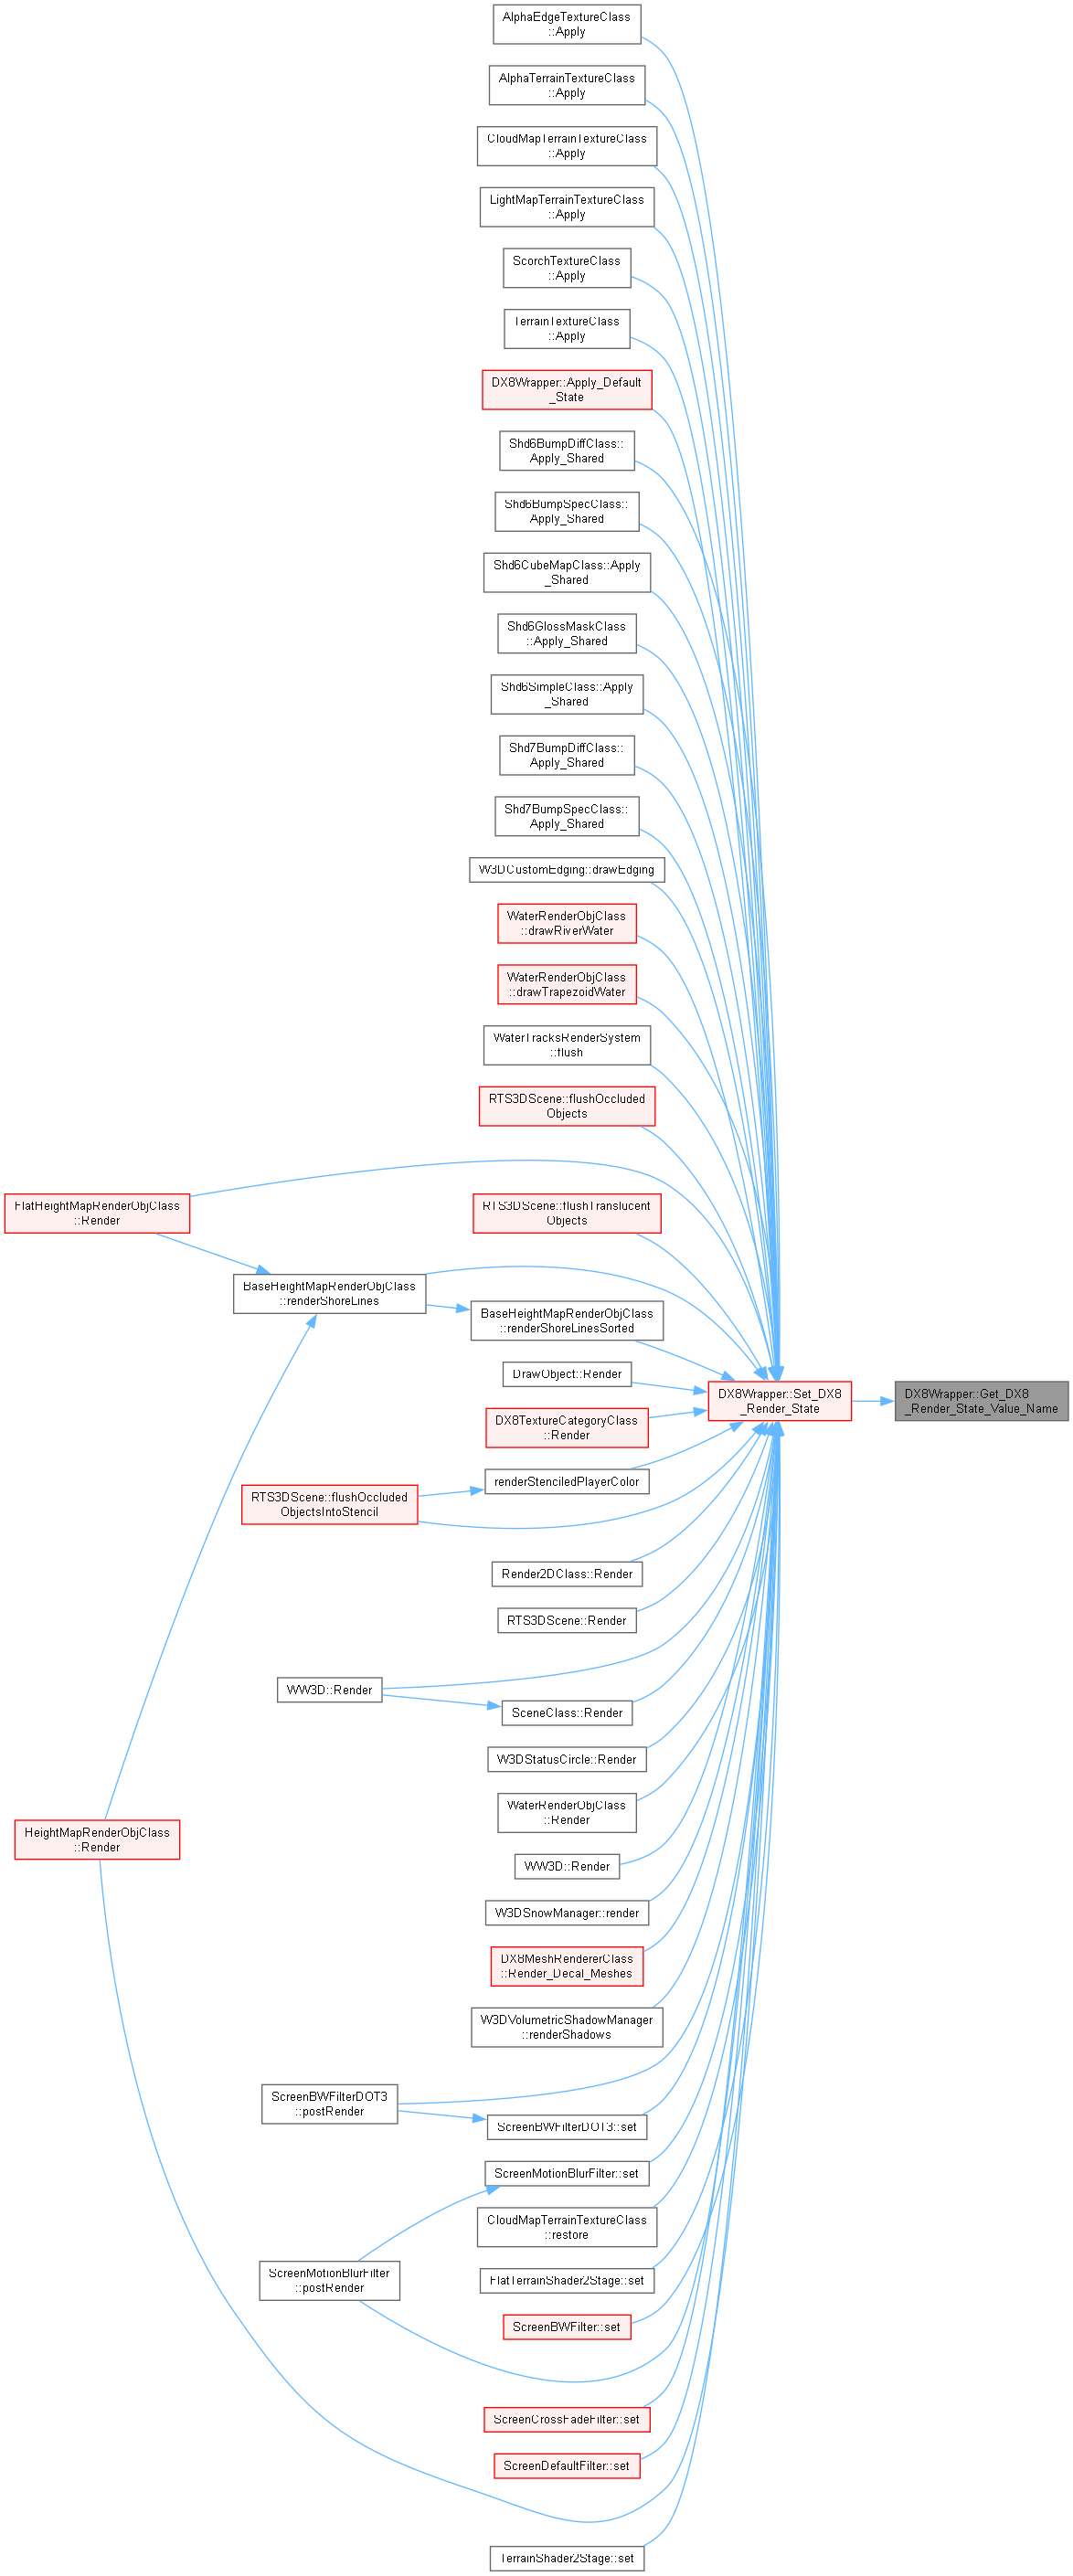 AlphaEdgeTextureClass
::Apply
AlphaTerrainTextureClass
::Apply
CloudMapTerrainTextureClass
::Apply
LightMapTerrainTextureClass
::Apply
ScorchTextureClass
::Apply
TerrainTextureClass
::Apply
DX8Wrapper::Apply_Default
_State
Shd6BumpDiffClass::
Apply_Shared
Shd6BumpSpecClass::
Apply_Shared
Shd6CubeMapClass::Apply
_Shared
Shd6GlossMaskClass
::Apply_Shared
Shd6SimpleClass::Apply
_Shared
Shd7BumpDiffClass::
Apply_Shared
Shd7BumpSpecClass::
Apply_Shared
W3DCustomEdging::drawEdging
WaterRenderObjClass
::drawRiverWater
WaterRenderObjClass
::drawTrapezoidWater
WaterTracksRenderSystem
::flush
RTS3DScene::flushOccluded
Objects
FlatHeightMapRenderObjClass
::Render
RTS3DScene::flushTranslucent
Objects
BaseHeightMapRenderObjClass
::renderShoreLines
BaseHeightMapRenderObjClass
::renderShoreLinesSorted
DrawObject::Render
DX8Wrapper::Set_DX8
_Render_State
DX8Wrapper::Get_DX8
_Render_State_Value_Name
DX8TextureCategoryClass
::Render
renderStenciledPlayerColor
RTS3DScene::flushOccluded
ObjectsIntoStencil
Render2DClass::Render
RTS3DScene::Render
WW3D::Render
SceneClass::Render
W3DStatusCircle::Render
WaterRenderObjClass
::Render
HeightMapRenderObjClass
::Render
WW3D::Render
W3DSnowManager::render
DX8MeshRendererClass
::Render_Decal_Meshes
W3DVolumetricShadowManager
::renderShadows
ScreenBWFilterDOT3
::postRender
ScreenBWFilterDOT3::set
ScreenMotionBlurFilter::set
CloudMapTerrainTextureClass
::restore
ScreenMotionBlurFilter
::postRender
FlatTerrainShader2Stage::set
ScreenBWFilter::set
ScreenCrossFadeFilter::set
ScreenDefaultFilter::set
TerrainShader2Stage::set